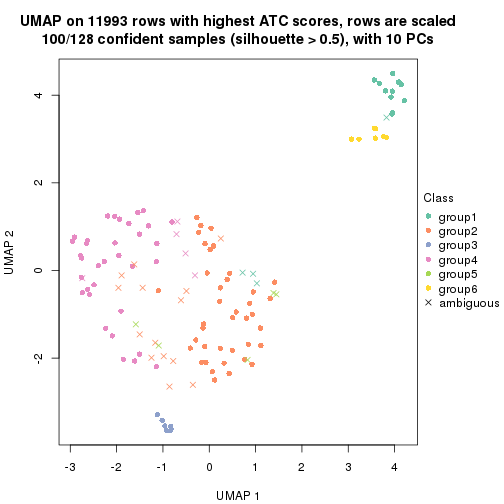 UMAP on 11993 rows with highest ATC scores, rows are scaled
100/128 confident samples (silhouette > 0.5), with 10 PCs
4
2
0
-2
UMAP 2
-3
-2
-1
0
1
2
3
4
UMAP 1
Class
group1
group2
group3
group4
group5
group6
ambiguous